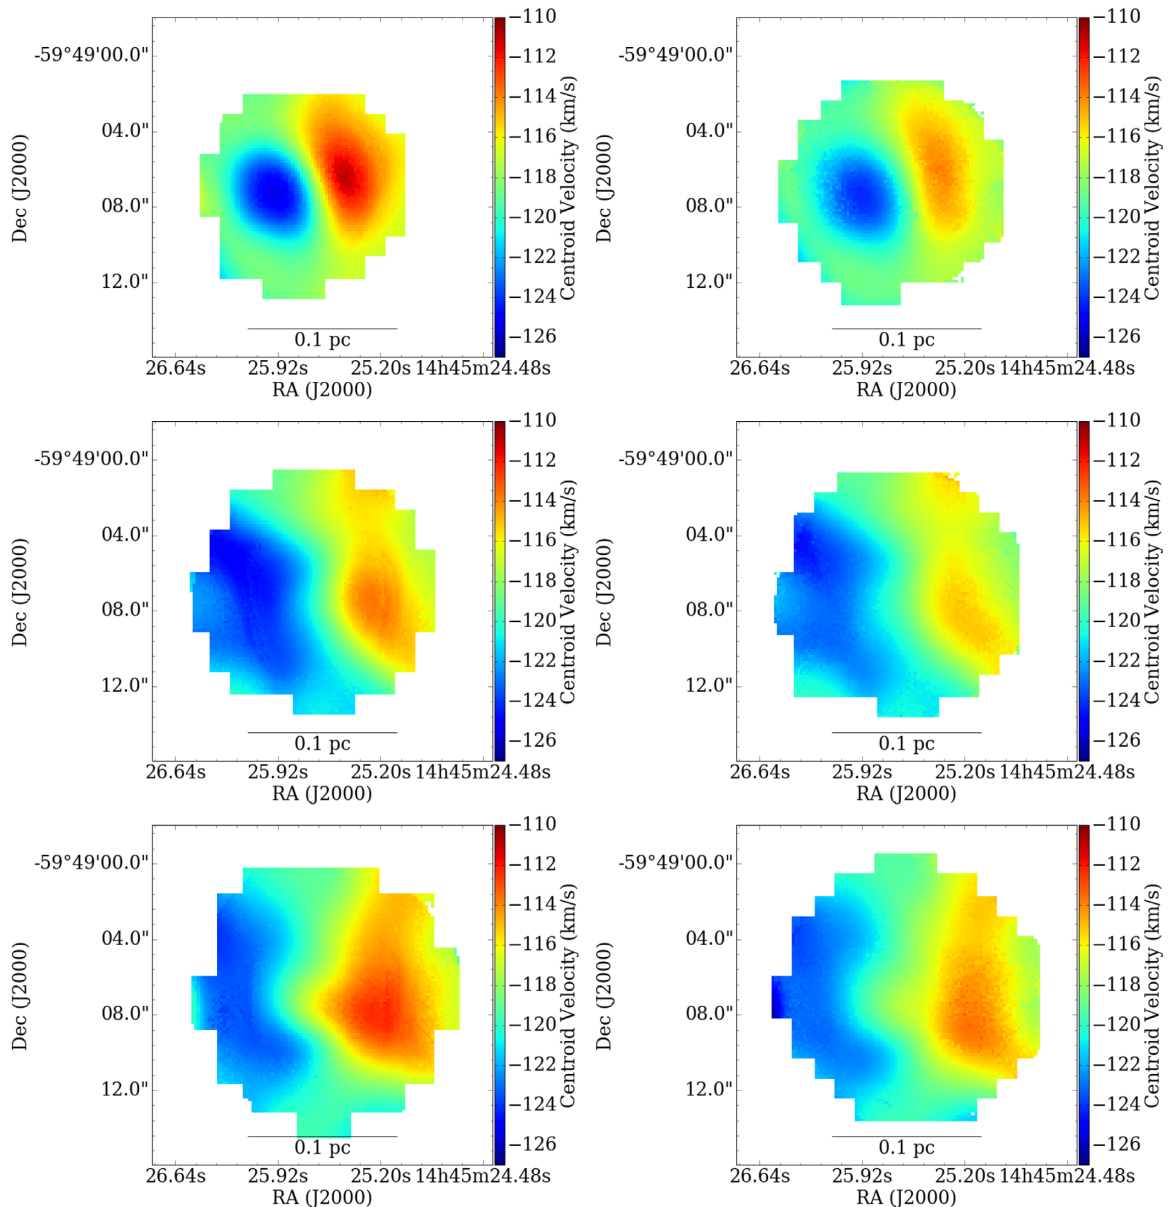 -59°49'00.0"
04.0"
08.0"
12.0"
Dec (J2000)
0.1 pc
26.64s 25.92s 25.20s 14h45m24.48s
RA (J2000)
−110
−112
−114
−116
−118
−120
−122
−124
−126
Centroid Velocity (km/s)
-59°49'00.0"
04.0"
08.0"
12.0"
Dec (J2000)
0.1 pc
26.64s 25.92s 25.20s 14h45m24.48s
RA (J2000)
−110
−112
−114
−116
−118
−120
−122
−124
−126
Centroid Velocity (km/s)
-59°49'00.0"
04.0"
08.0"
12.0"
Dec (J2000)
0.1 pc
26.64s 25.92s 25.20s 14h45m24.48s
RA (J2000)
−110
−112
−114
−116
−118
−120
−122
−124
−126
Centroid Velocity (km/s)
-59°49'00.0"
04.0"
08.0"
12.0"
Dec (J2000)
0.1 pc
26.64s 25.92s 25.20s 14h45m24.48s
RA (J2000)
−110
−112
−114
−116
−118
−120
−122
−124
−126
Centroid Velocity (km/s)
-59°49'00.0"
04.0"
08.0"
12.0"
Dec (J2000)
0.1 pc
26.64s 25.92s 25.20s 14h45m24.48s
RA (J2000)
−110
−112
−114
−116
−118
−120
−122
−124
−126
Centroid Velocity (km/s)
-59°49'00.0"
04.0"
08.0"
12.0"
Dec (J2000)
0.1 pc
26.64s 25.92s 25.20s 14h45m24.48s
RA (J2000)
−110
−112
−114
−116
−118
−120
−122
−124
−126
Centroid Velocity (km/s)